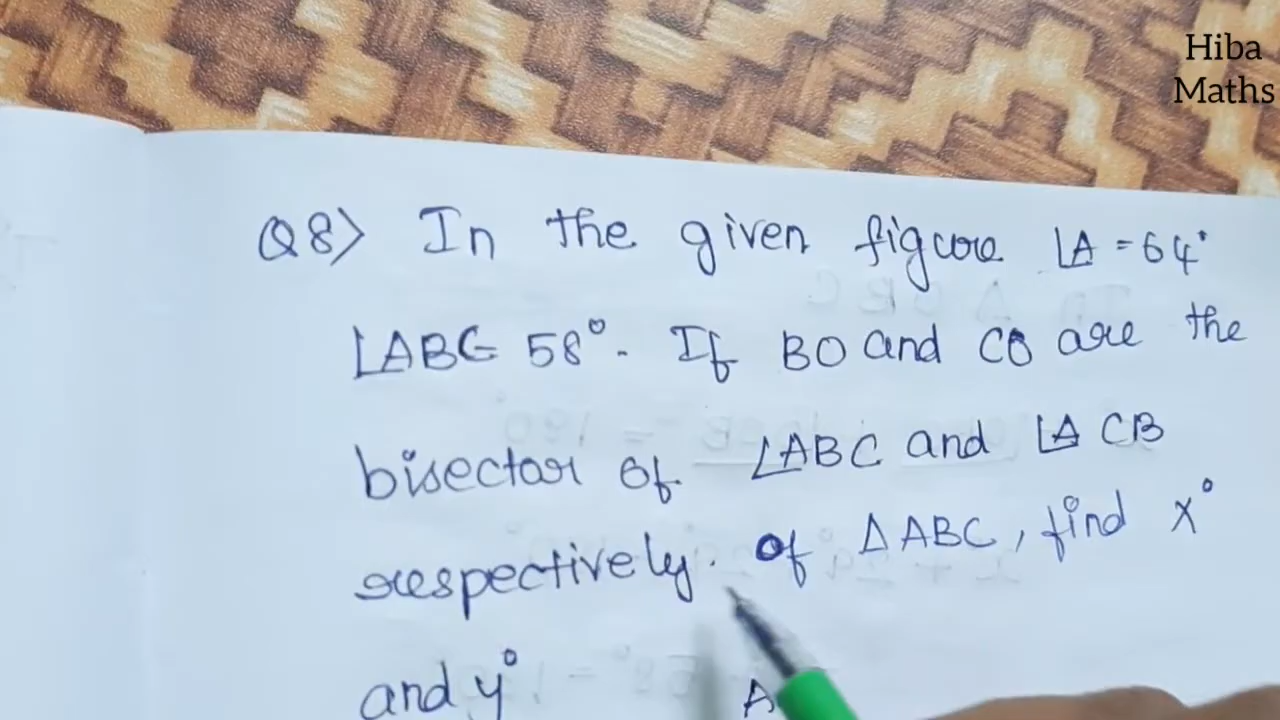 Hiba
Maths
Q8> In the given figure ∠A = 64°
∠ABC= 58°. If BO and CO are the
bisector of ∠ABC and ∠ACB
respectively. of ΔABC, find x°
and y°
A